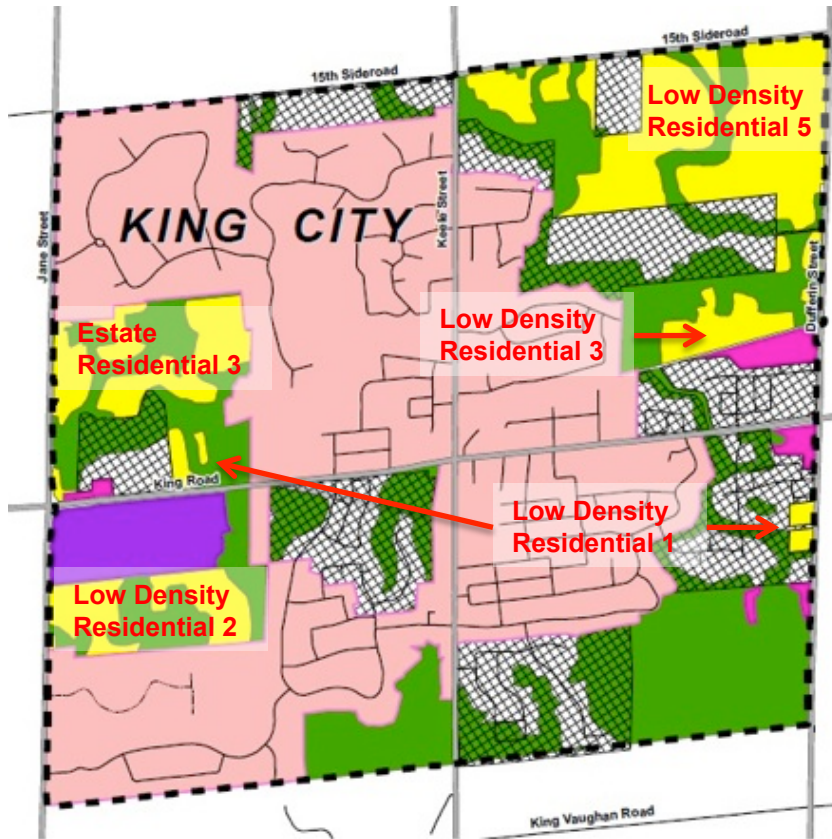 15th Sideroad
15th Sideroad
Low Density
Residential 5
KING CITY
Keele Street
Jane Street
Dufferin Street
Estate
Residential 3
Low Density
Residential 3
King Road
Low Density
Residential 1
Low Density
Residential 2
King Vaughan Road